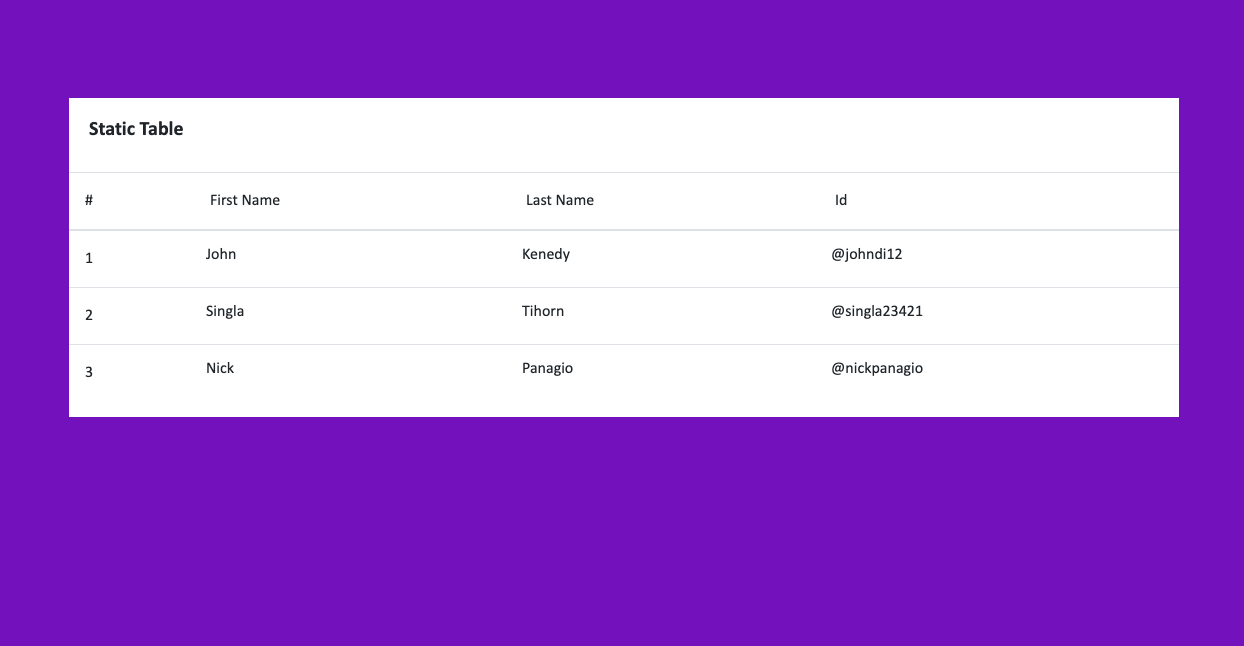 Static Table
# First Name Last Name Id
1 John Kenedy @johndi12
2 Singla Tihorn @singla23421
3 Nick Panagio @nickpanagio